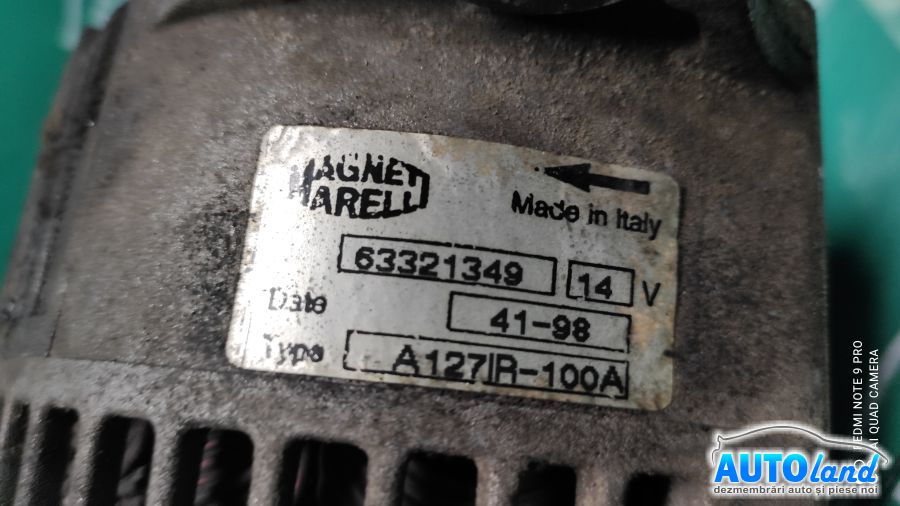 MAGNETI
MARELLI
Made in Italy
63321349
14 V
Date
41-98
Type
A127IR-100A
REDMI NOTE 9 PRO
AI QUAD CAMERA
AUTOland
dezmembrări auto și piese noi